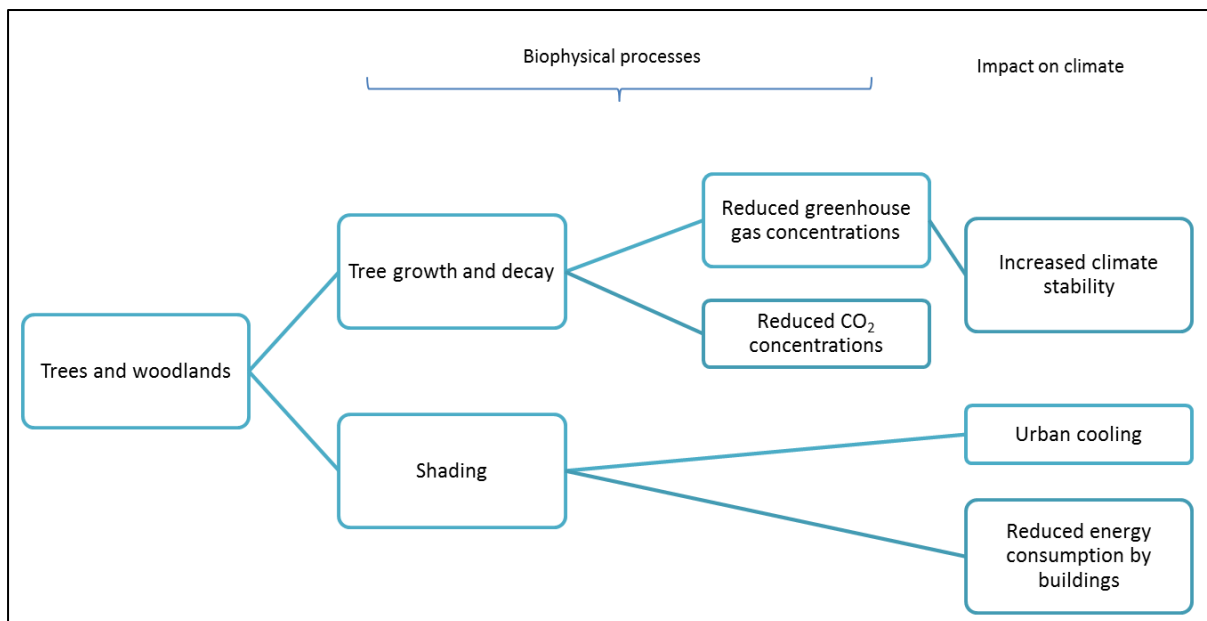 Biophysical processes
Impact on climate
Reduced greenhouse
gas concentrations
Tree growth and decay
Increased climate
stability
Reduced CO₂
concentrations
Trees and woodlands
Urban cooling
Shading
Reduced energy
consumption by
buildings